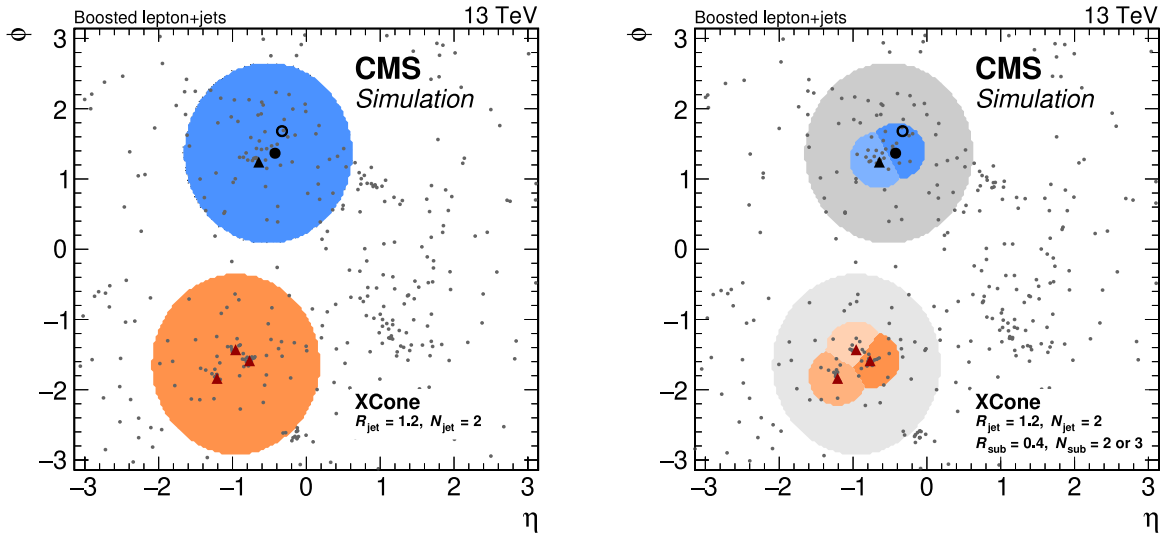 Boosted lepton+jets 13 TeV
ϕ
3
2
1
0
−1
−2
−3
CMS
Simulation
XCone
R_jet = 1.2, N_jet = 2
−3 −2 −1 0 1 2 3
η
Boosted lepton+jets 13 TeV
ϕ
3
2
1
0
−1
−2
−3
CMS
Simulation
XCone
R_jet = 1.2, N_jet = 2
R_sub = 0.4, N_sub = 2 or 3
−3 −2 −1 0 1 2 3
η